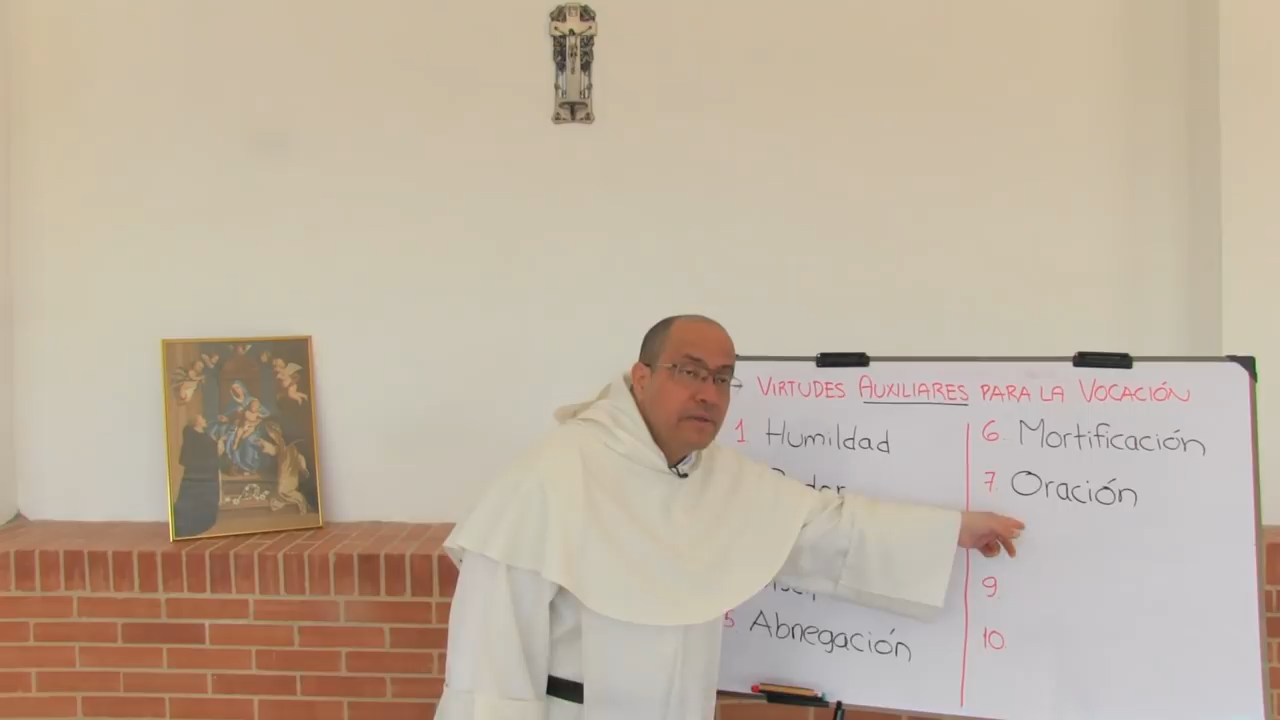 VIRTUDES AUXILIARES PARA LA VOCACIÓN
1 Humildad
5. Abnegación
6. Mortificación
7. Oración
9.
10.